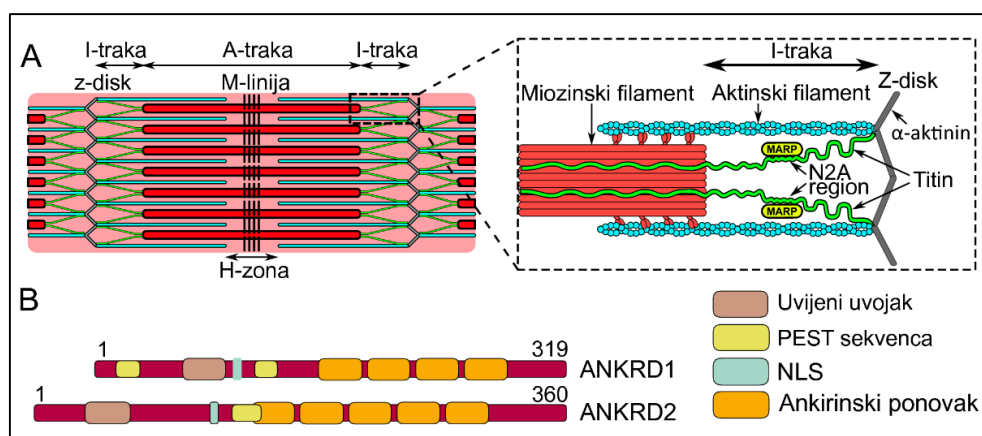 A
I-traka A-traka I-traka
z-disk M-linija
H-zona
I-traka
Z-disk
Miozinski filament Aktinski filament
α-aktinin
MARP
N2A
region
Titin
MARP
B
1 319
ANKRD1
1 360
ANKRD2
Uvijeni uvojak
PEST sekvenca
NLS
Ankirinski ponovak